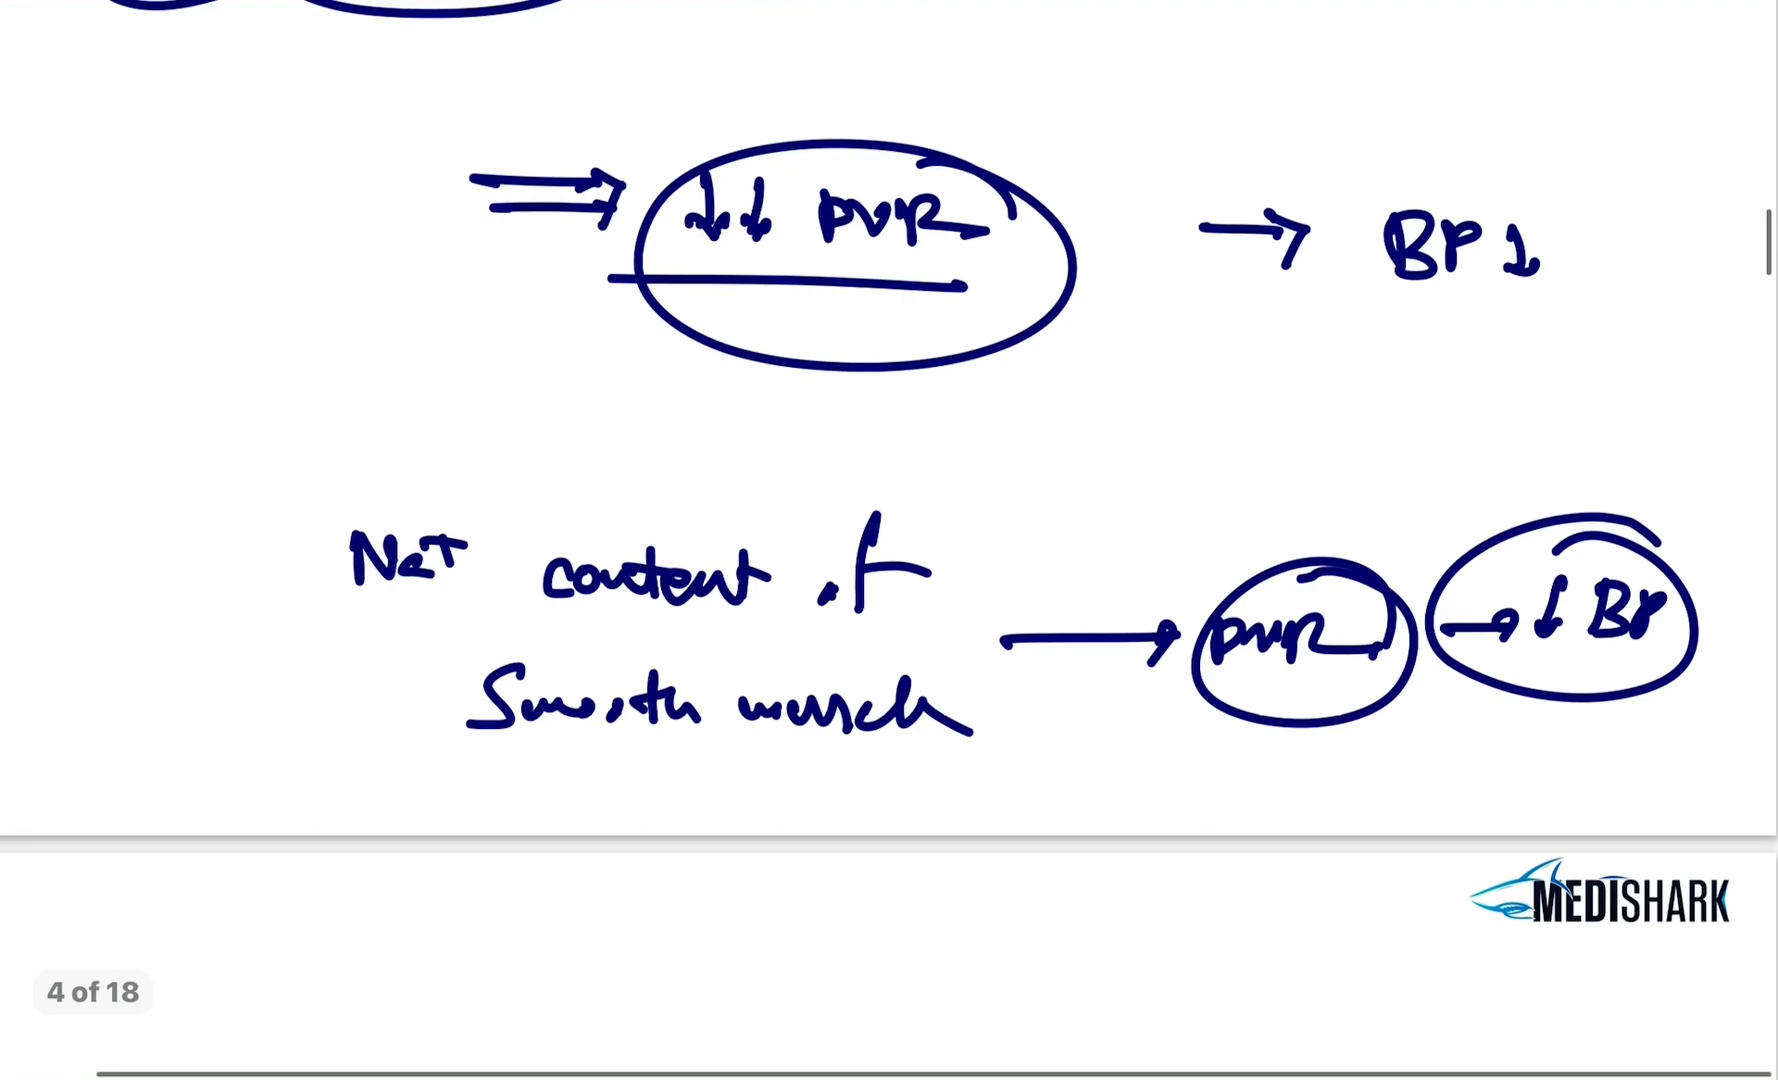 ⇒ ↓↓ PVR → BP ↓
Net content of
Smooth muscle → PVR → ↓ BP
MEDISHARK
4 of 18